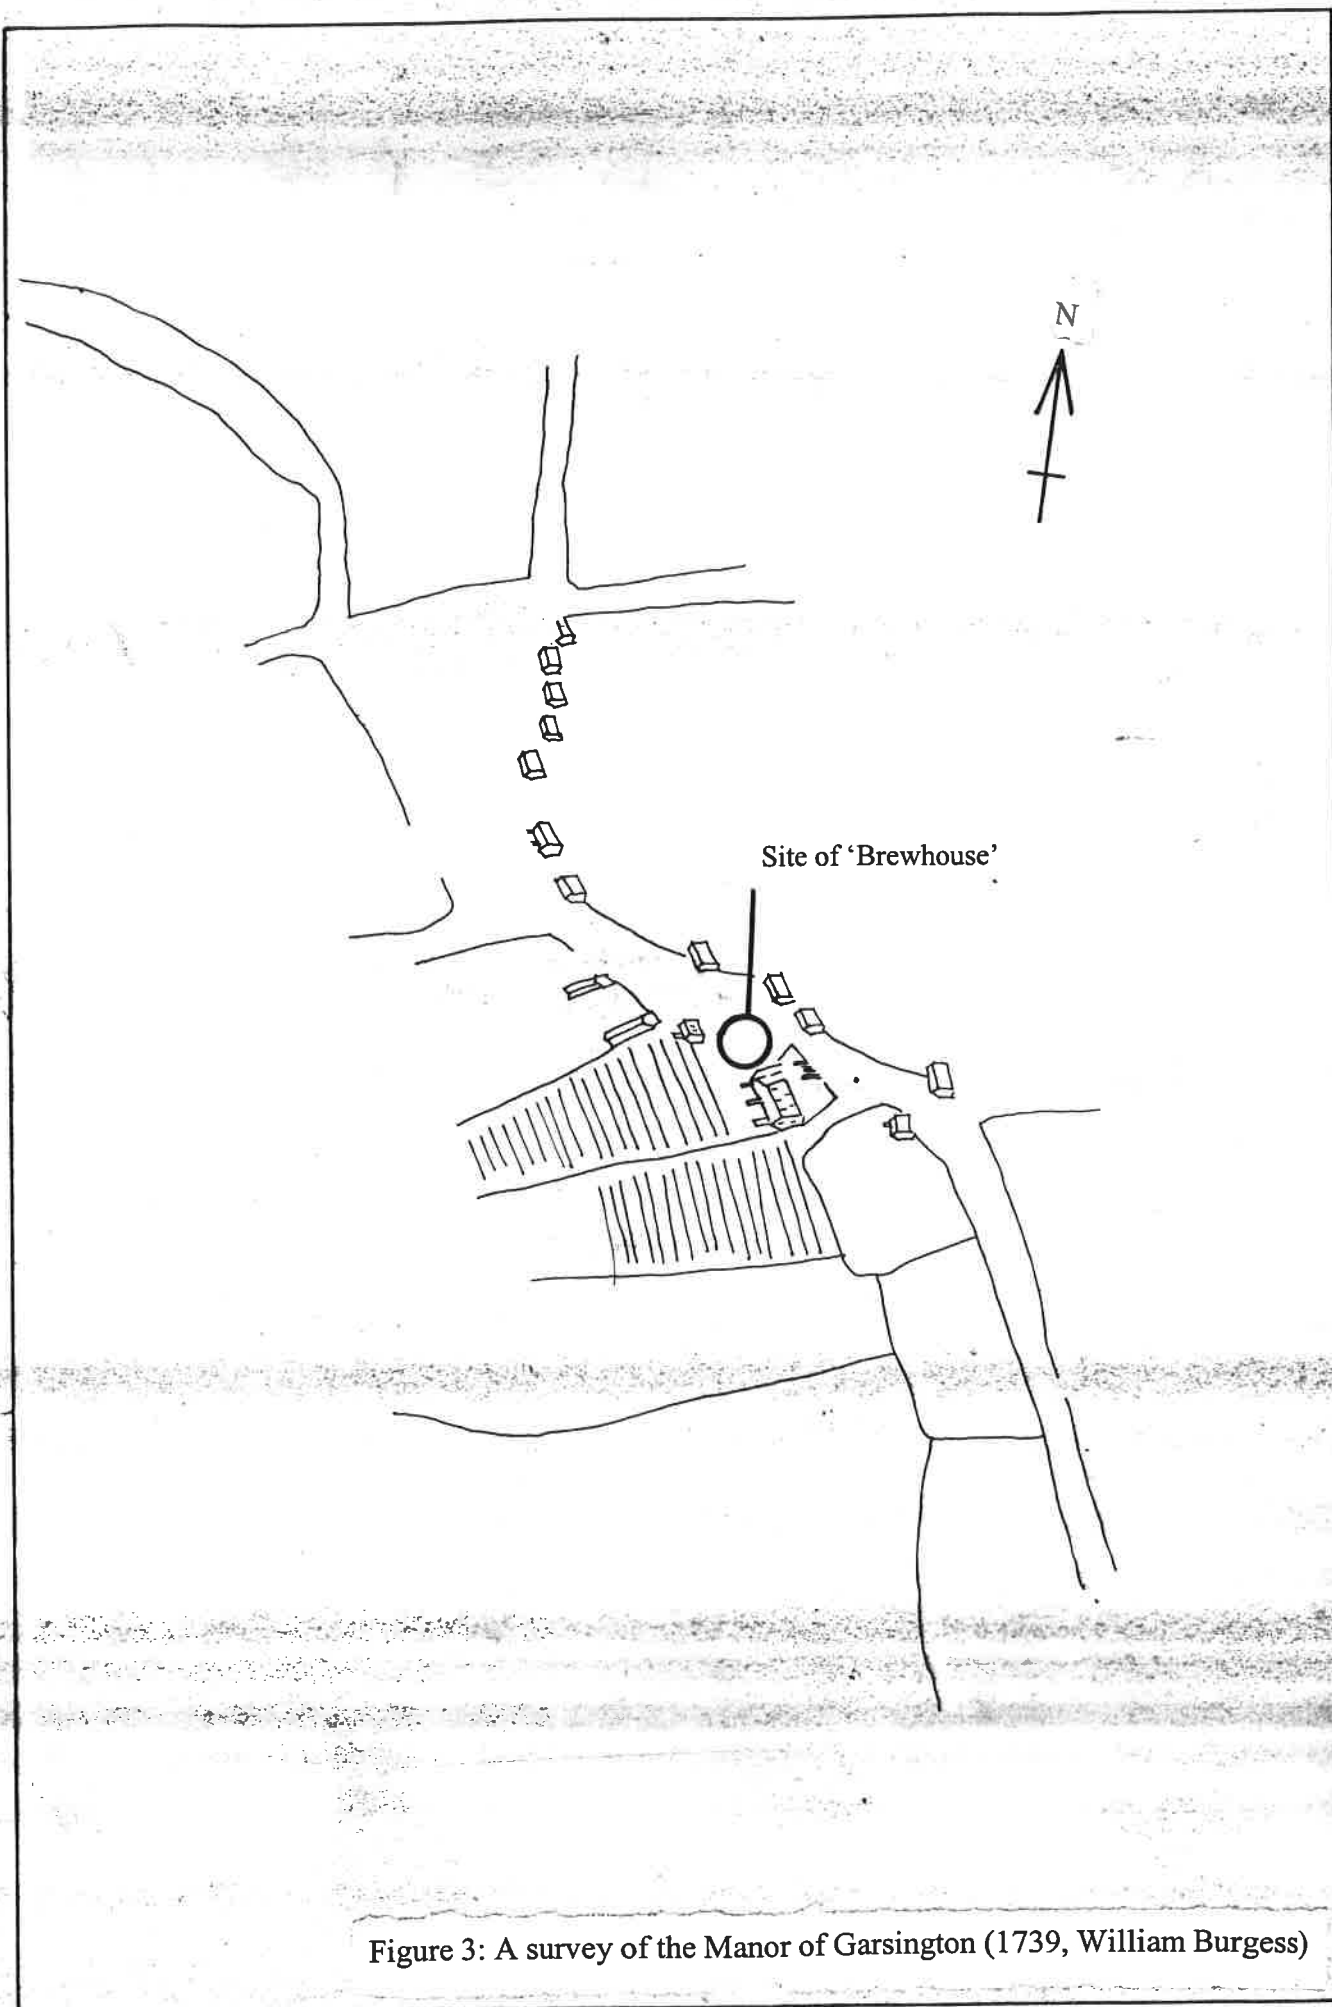 N
Site of ‘Brewhouse’
Figure 3: A survey of the Manor of Garsington (1739, William Burgess)